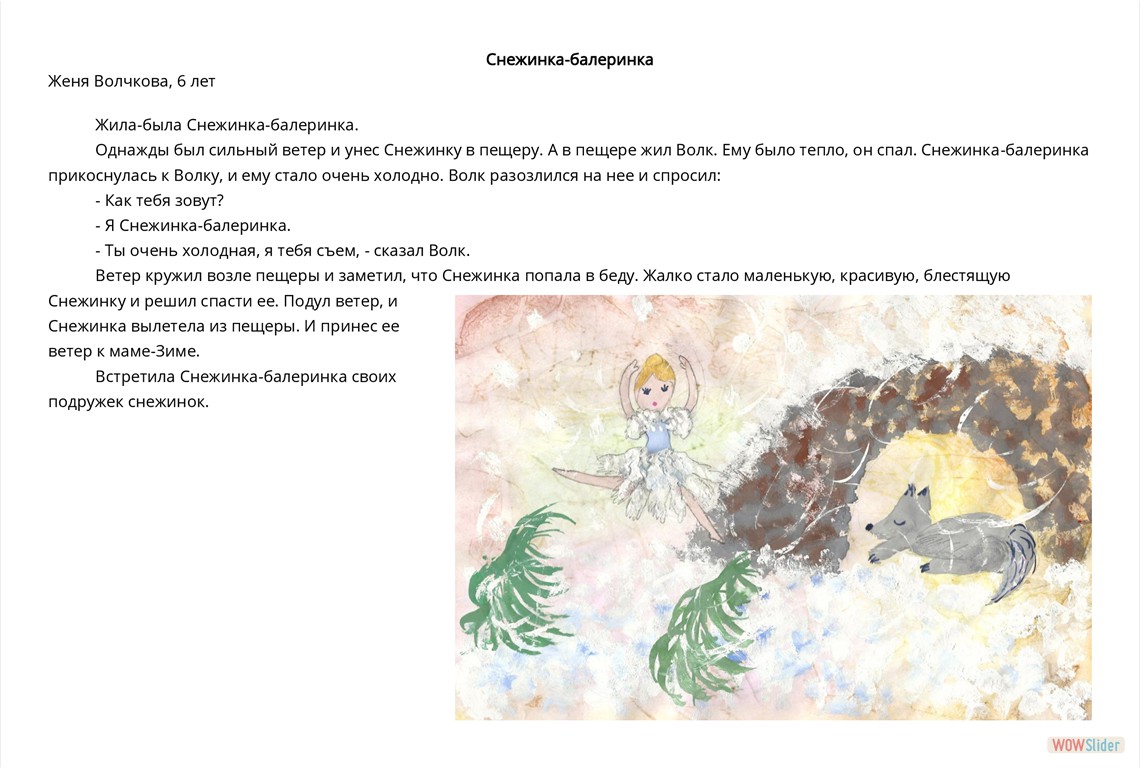 Снежинка-балеринка
Женя Волчкова, 6 лет
Жила-была Снежинка-балеринка.
Однажды был сильный ветер и унес Снежинку в пещеру. А в пещере жил Волк. Ему было тепло, он спал. Снежинка-балеринка
прикоснулась к Волку, и ему стало очень холодно. Волк разозлился на нее и спросил:
- Как тебя зовут?
- Я Снежинка-балеринка.
- Ты очень холодная, я тебя съем, - сказал Волк.
Ветер кружил возле пещеры и заметил, что Снежинка попала в беду. Жалко стало маленькую, красивую, блестящую
Снежинку и решил спасти ее. Подул ветер, и
Снежинка вылетела из пещеры. И принес ее
ветер к маме-Зиме.
Встретила Снежинка-балеринка своих
подружек снежинок.
WOWSlider